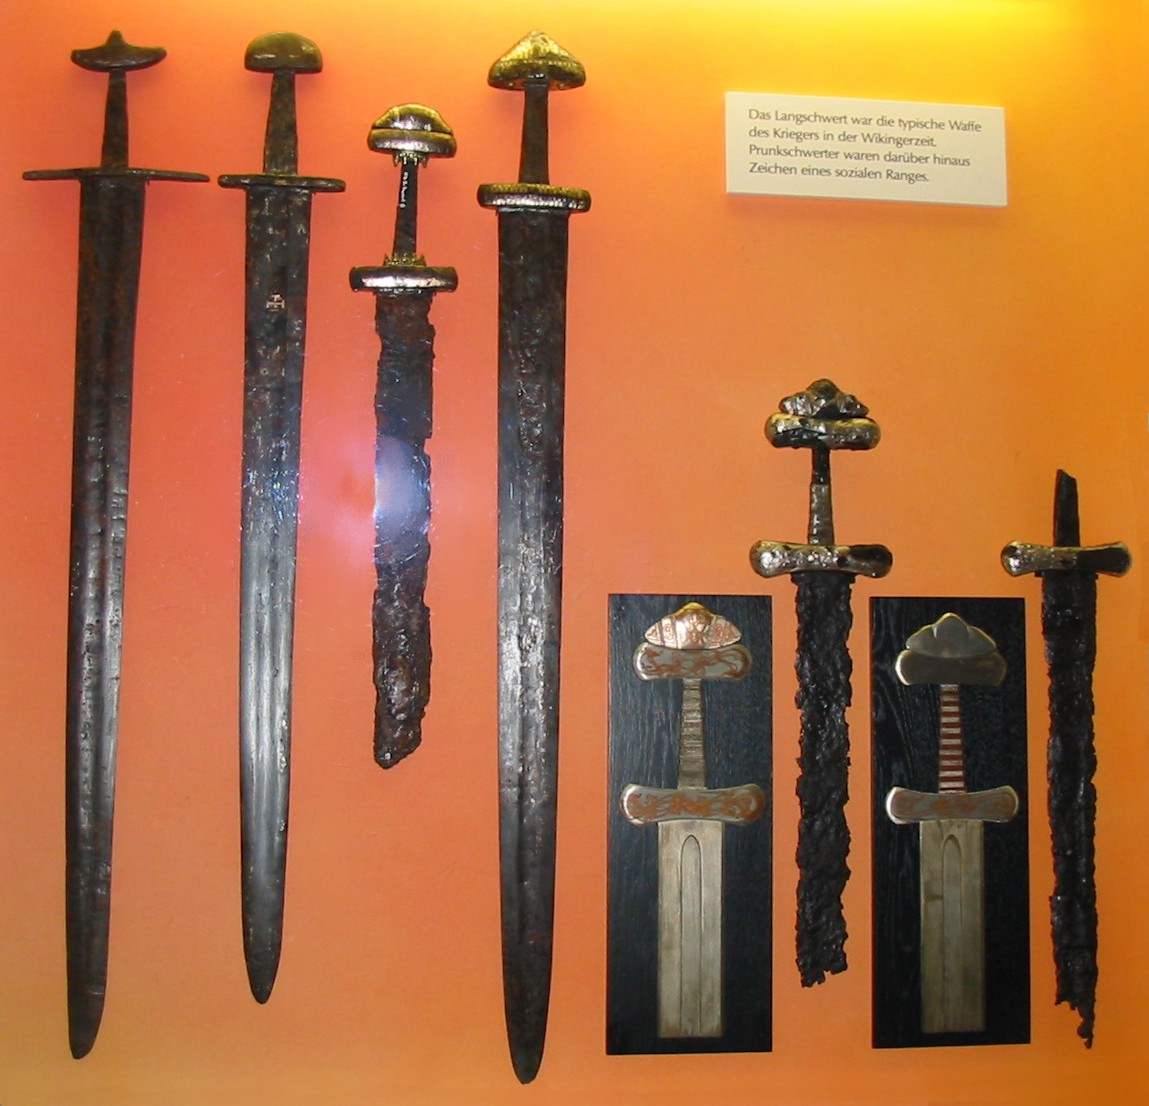 Das Langschwert war die typische Waffe
des Kriegers in der Wikingerzeit.
Prunkschwerter waren darüber hinaus
Zeichen eines sozialen Ranges.